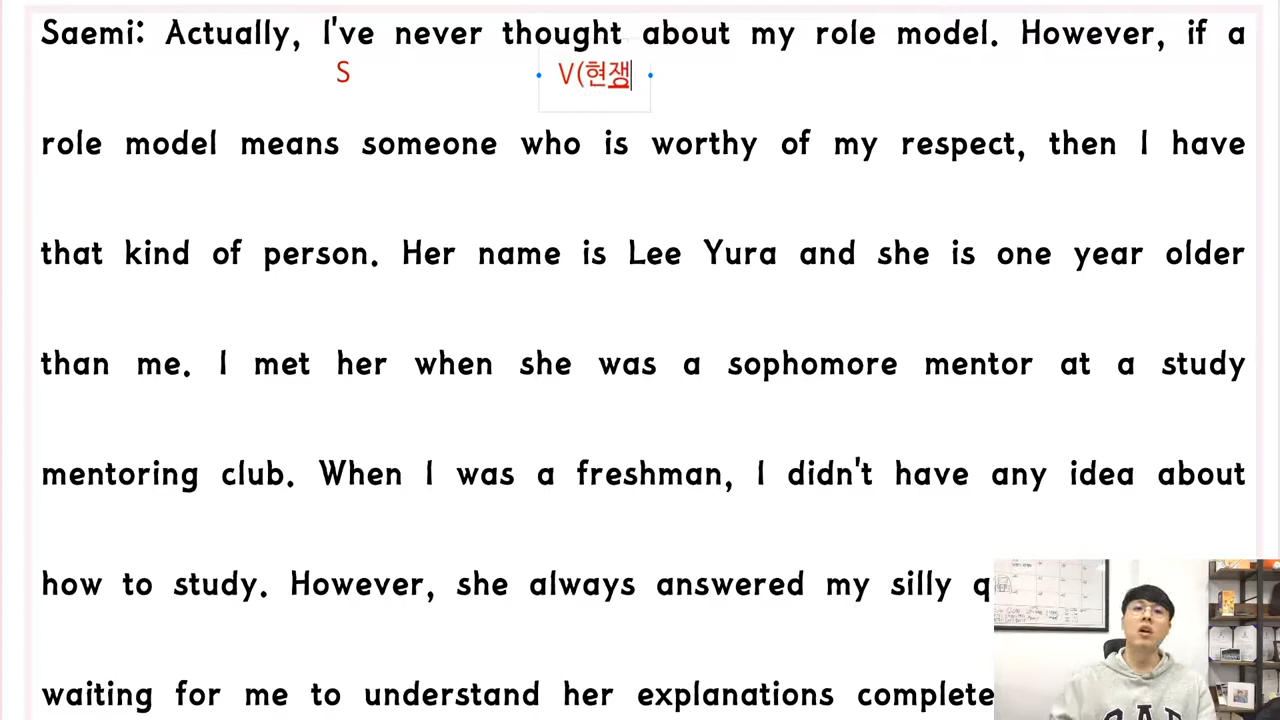 Saemi: Actually, I've never thought about my role model. However, if a
S V(현쟁
role model means someone who is worthy of my respect, then I have
that kind of person. Her name is Lee Yura and she is one year older
than me. I met her when she was a sophomore mentor at a study
mentoring club. When I was a freshman, I didn't have any idea about
how to study. However, she always answered my silly
waiting for me to understand her explanations complete
GAP